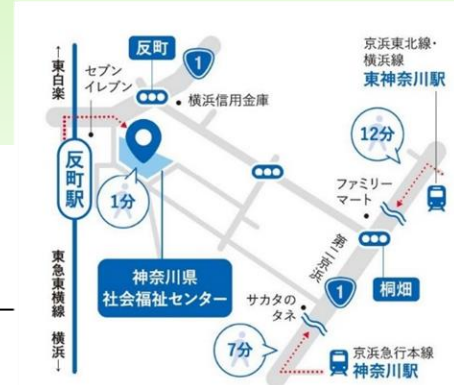 ←東白楽
反町駅
東急東横線 横浜→
セブン
イレブン
反町
1
横浜信用金庫
1分
神奈川県
社会福祉センター
京浜東北線・
横浜線
東神奈川駅
12分
ファミリー
マート
第二京浜
1
桐畑
サカタの
タネ
7分
京浜急行本線
神奈川駅